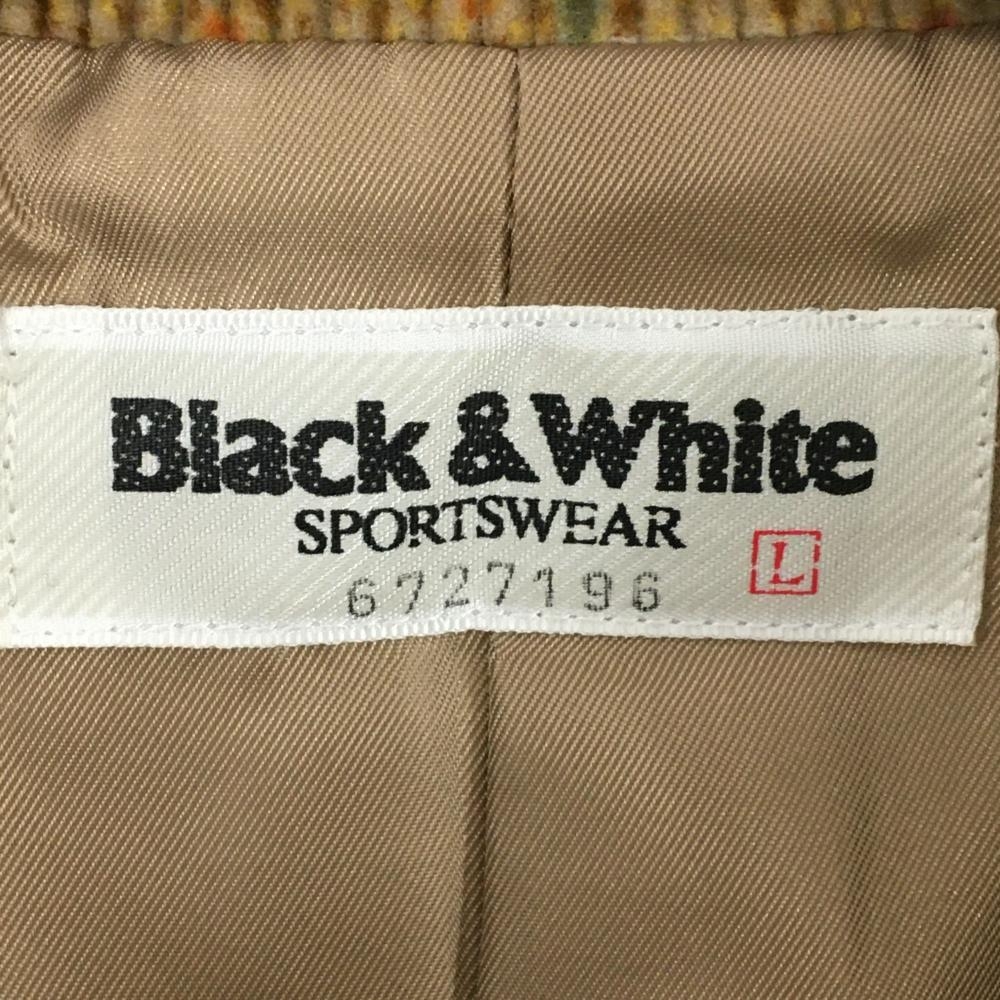 Black & White
SPORTSWEAR
6727196
L